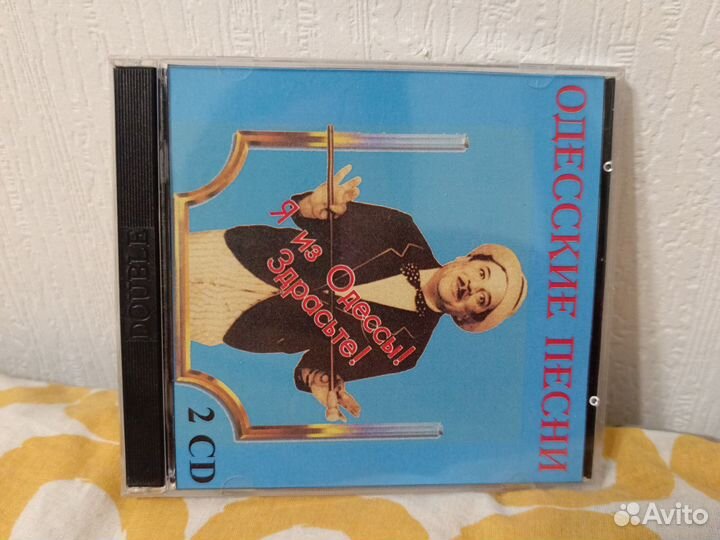 ОДЕССКИЕ ПЕСНИ
Я из Одессы!
Здрасьте!
2 CD
DOUBLE
Avito